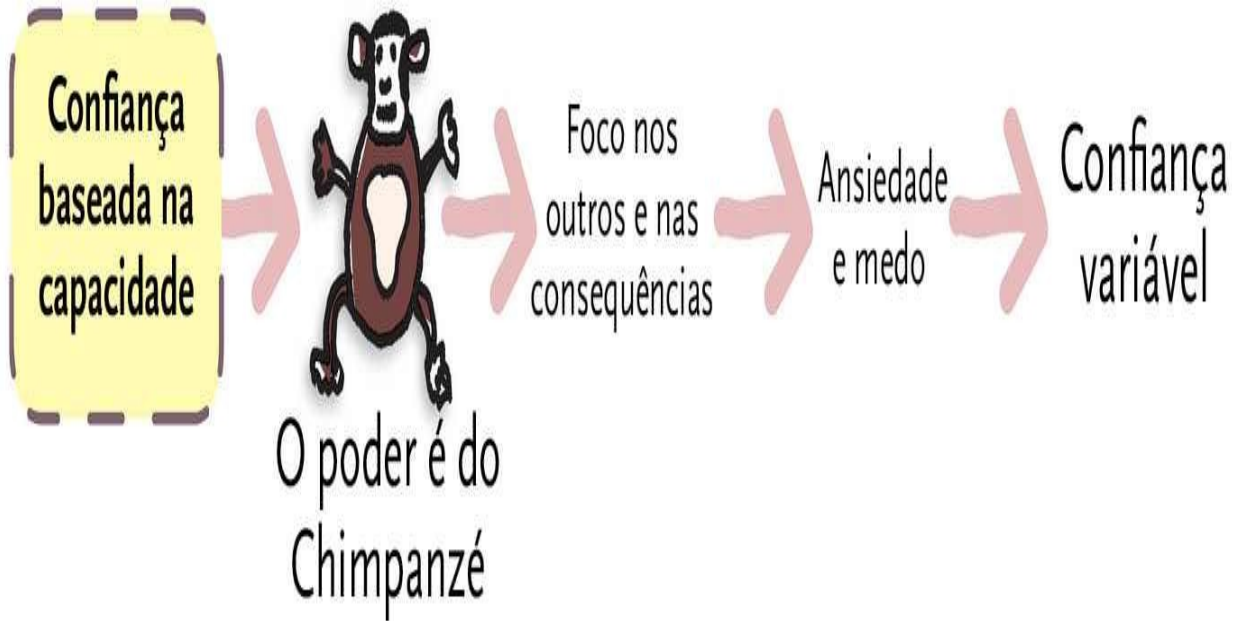 Confiança
baseada na
capacidade
O poder é do
Chimpanzé
Foco nos
outros e nas
consequências
Ansiedade
e medo
Confiança
variável